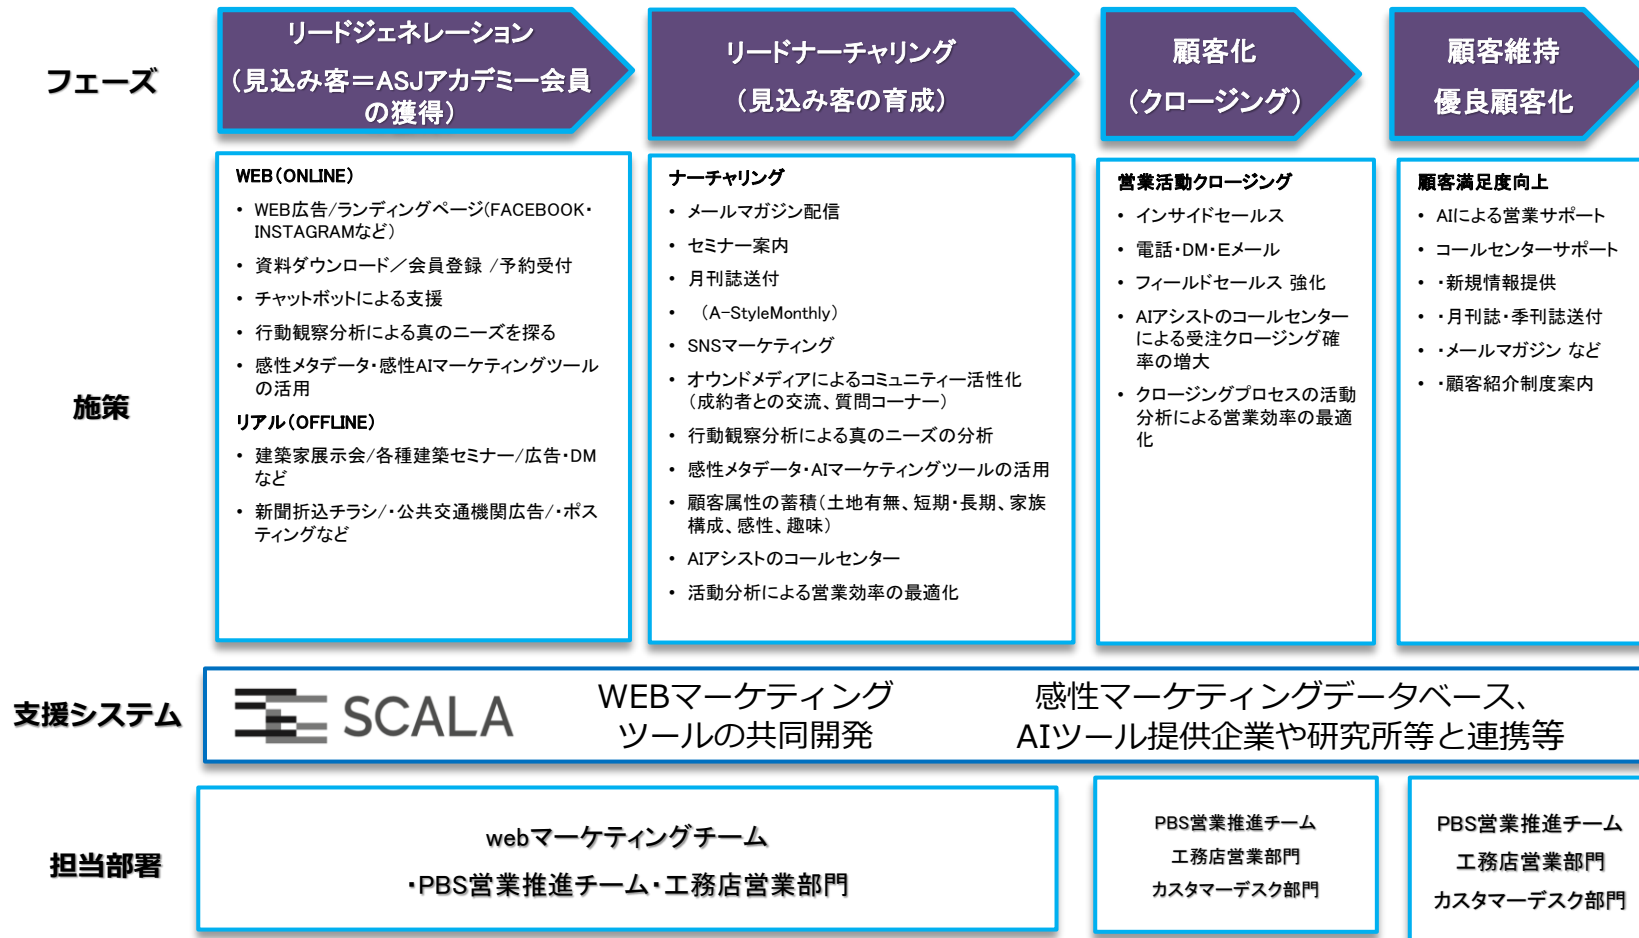 フェーズ
リードジェネレーション
（見込み客＝ASJアカデミー会員
の獲得）
リードナーチャリング
（見込み客の育成）
顧客化
（クロージング）
顧客維持
優良顧客化
施策
WEB（ONLINE）
• WEB広告/ランディングページ(FACEBOOK・
INSTAGRAMなど）
• 資料ダウンロード／会員登録 /予約受付
• チャットボットによる支援
• 行動観察分析による真のニーズを探る
• 感性メタデータ・感性AIマーケティングツール
の活用
リアル（OFFLINE）
• 建築家展示会/各種建築セミナー/広告・DM
など
• 新聞折込チラシ/・公共交通機関広告/・ポス
ティングなど
ナーチャリング
• メールマガジン配信
• セミナー案内
• 月刊誌送付
• （A-StyleMonthly）
• SNSマーケティング
• オウンドメディアによるコミュニティー活性化
（成約者との交流、質問コーナー）
• 行動観察分析による真のニーズの分析
• 感性メタデータ・AIマーケティングツールの活用
• 顧客属性の蓄積（土地有無、短期・長期、家族
構成、感性、趣味）
• AIアシストのコールセンター
• 活動分析による営業効率の最適化
営業活動クロージング
• インサイドセールス
• 電話・DM・Eメール
• フィールドセールス 強化
• AIアシストのコールセンター
による受注クロージング確
率の増大
• クロージングプロセスの活動
分析による営業効率の最適
化
顧客満足度向上
• AIによる営業サポート
• コールセンターサポート
• ・新規情報提供
• ・月刊誌・季刊誌送付
• ・メールマガジン など
• ・顧客紹介制度案内
支援システム
SCALA
WEBマーケティング
ツールの共同開発
感性マーケティングデータベース、
AIツール提供企業や研究所等と連携等
担当部署
webマーケティングチーム
・PBS営業推進チーム・工務店営業部門
PBS営業推進チーム
工務店営業部門
カスタマーデスク部門
PBS営業推進チーム
工務店営業部門
カスタマーデスク部門